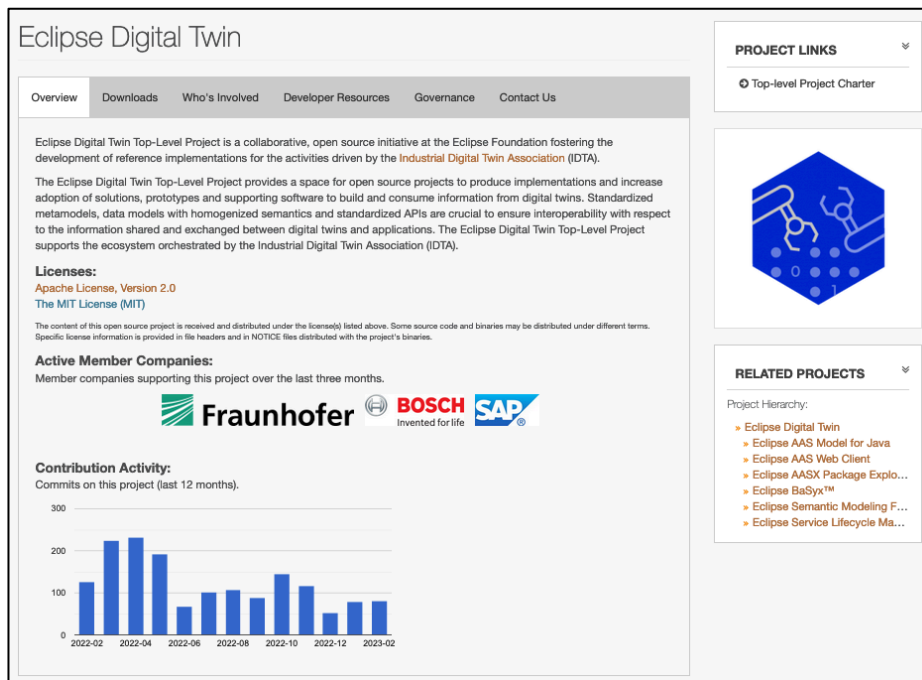 Eclipse Digital Twin
Overview Downloads Who's Involved Developer Resources Governance Contact Us
Eclipse Digital Twin Top-Level Project is a collaborative, open source initiative at the Eclipse Foundation fostering the
development of reference implementations for the activities driven by the Industrial Digital Twin Association (IDTA).
The Eclipse Digital Twin Top-Level Project provides a space for open source projects to produce implementations and increase
adoption of solutions, prototypes and supporting software to build and consume information from digital twins. Standardized
metamodels, data models with homogenized semantics and standardized APIs are crucial to ensure interoperability with respect
to the information shared and exchanged between digital twins and applications. The Eclipse Digital Twin Top-Level Project
supports the ecosystem orchestrated by the Industrial Digital Twin Association (IDTA).
Licenses:
Apache License, Version 2.0
The MIT License (MIT)
The content of this open source project is received and distributed under the license(s) listed above. Some source code and binaries may be distributed under different terms.
Specific license information is provided in file headers and in NOTICE files distributed with the project's binaries.
Active Member Companies:
Member companies supporting this project over the last three months.
Fraunhofer BOSCH SAP®
Invented for life
Contribution Activity:
Commits on this project (last 12 months).
300
200
100
0
2022-02 2022-04 2022-06 2022-08 2022-10 2022-12 2023-02
PROJECT LINKS
Top-level Project Charter
0
1
RELATED PROJECTS
Project Hierarchy:
» Eclipse Digital Twin
» Eclipse AAS Model for Java
» Eclipse AAS Web Client
» Eclipse AASX Package Explo...
» Eclipse BaSyx™
» Eclipse Semantic Modeling F...
» Eclipse Service Lifecycle Ma...